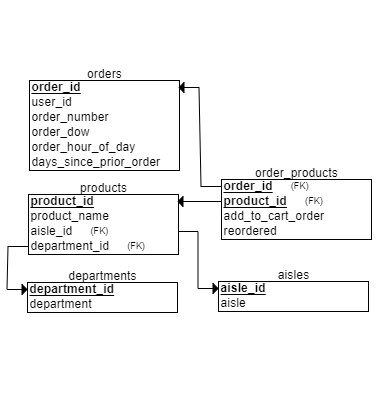 orders
order_id
user_id
order_number
order_dow
order_hour_of_day
days_since_prior_order
order_products
order_id (FK)
product_id (FK)
add_to_cart_order
reordered
products
product_id
product_name
aisle_id (FK)
department_id (FK)
departments
department_id
department
aisles
aisle_id
aisle